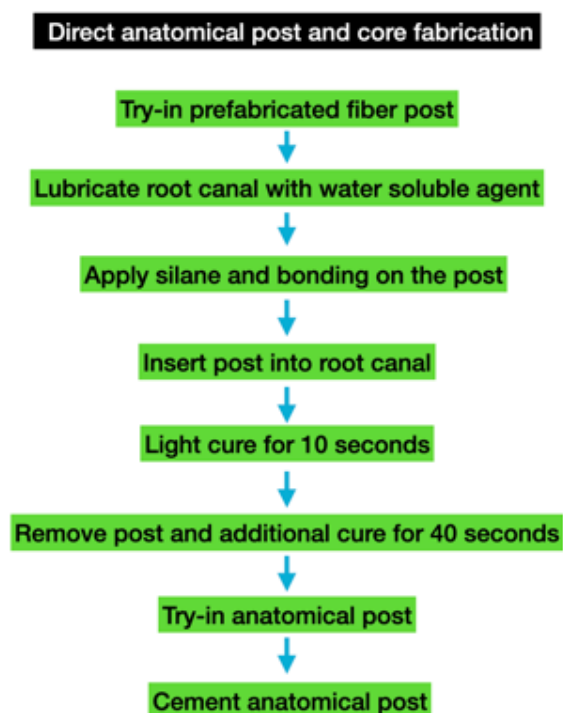 Direct anatomical post and core fabrication
Try-in prefabricated fiber post
Lubricate root canal with water soluble agent
Apply silane and bonding on the post
Insert post into root canal
Light cure for 10 seconds
Remove post and additional cure for 40 seconds
Try-in anatomical post
Cement anatomical post